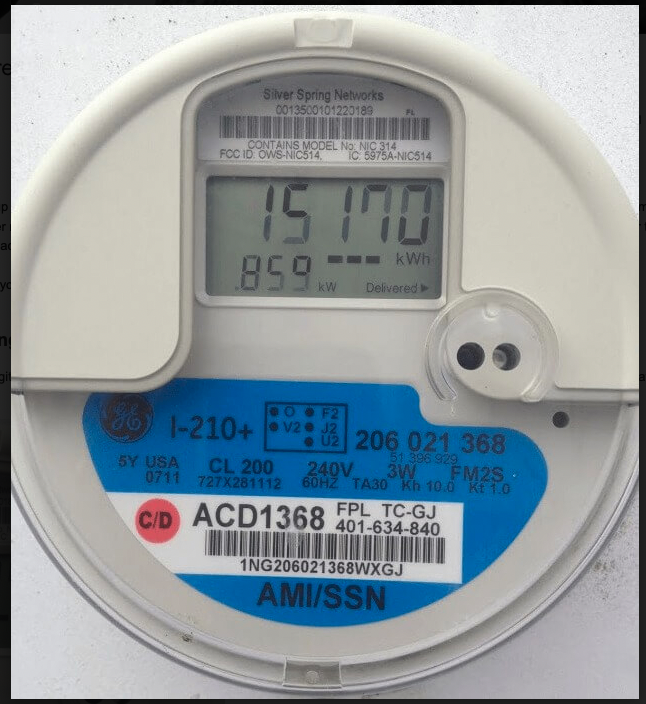 Silver Spring Networks
0013500101220189 FL
CONTAINS MODEL No: NIC 314
FCC ID: OWS-NIC514, IC: 5975A-NIC514
15170
kWh
.859 kW Delivered ▶
GE
I-210+
O F2
V2 J2
U2
206 021 368
51 396 929
5Y USA CL 200 240V 3W FM2S
0711 727X281112 60HZ TA30 Kh 10.0 Kt 1.0
C/D ACD1368 FPL TC-GJ
401-634-840
1NG206021368WXGJ
AMI/SSN